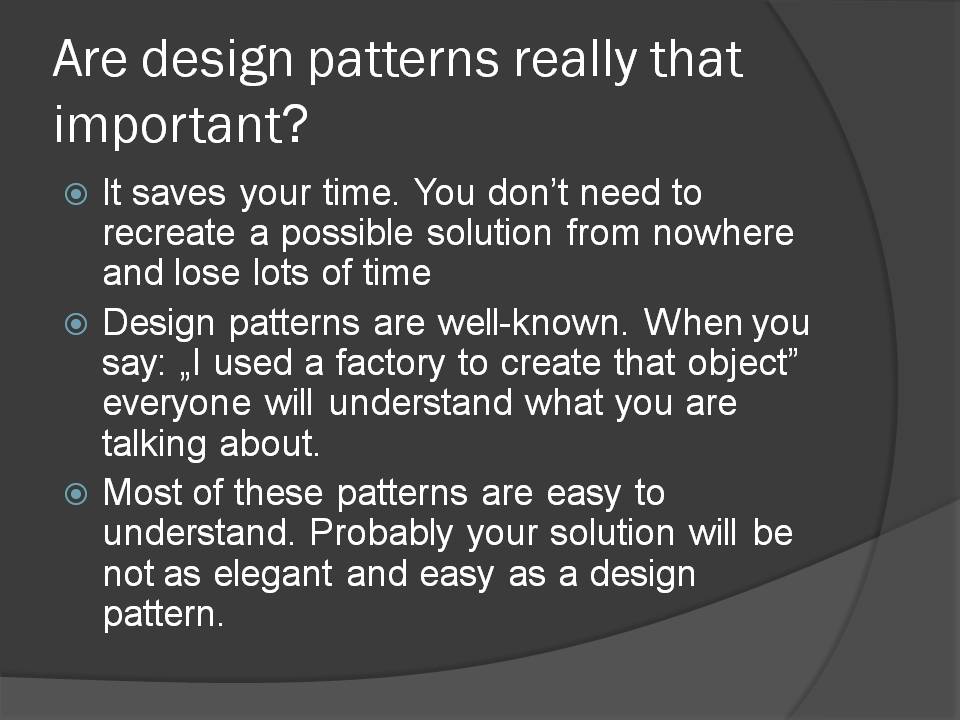 Are design patterns really that
important?
It saves your time. You don’t need to
recreate a possible solution from nowhere
and lose lots of time
Design patterns are well-known. When you
say: „I used a factory to create that object”
everyone will understand what you are
talking about.
Most of these patterns are easy to
understand. Probably your solution will be
not as elegant and easy as a design
pattern.